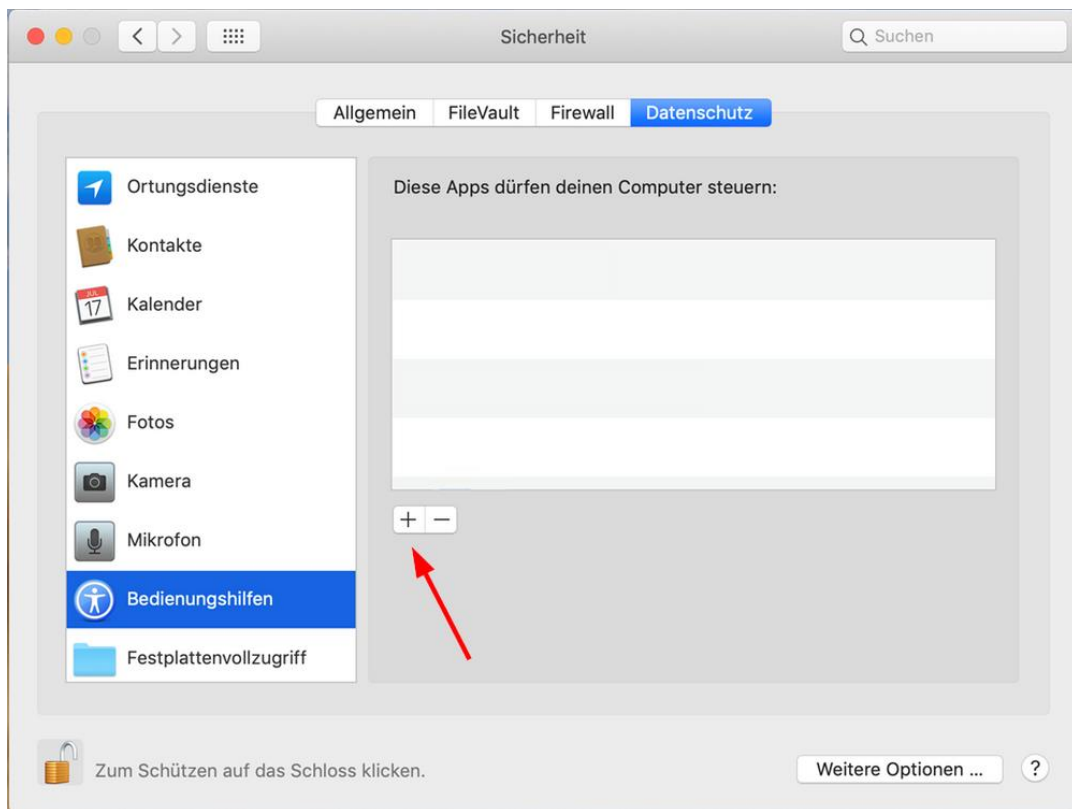 Sicherheit
Suchen
Allgemein
FileVault
Firewall
Datenschutz
Ortungsdienste
Kontakte
JUL
17
Kalender
Erinnerungen
Fotos
Kamera
Mikrofon
Bedienungshilfen
Festplattenvollzugriff
Diese Apps dürfen deinen Computer steuern:
+ −
Zum Schützen auf das Schloss klicken.
Weitere Optionen ...
?